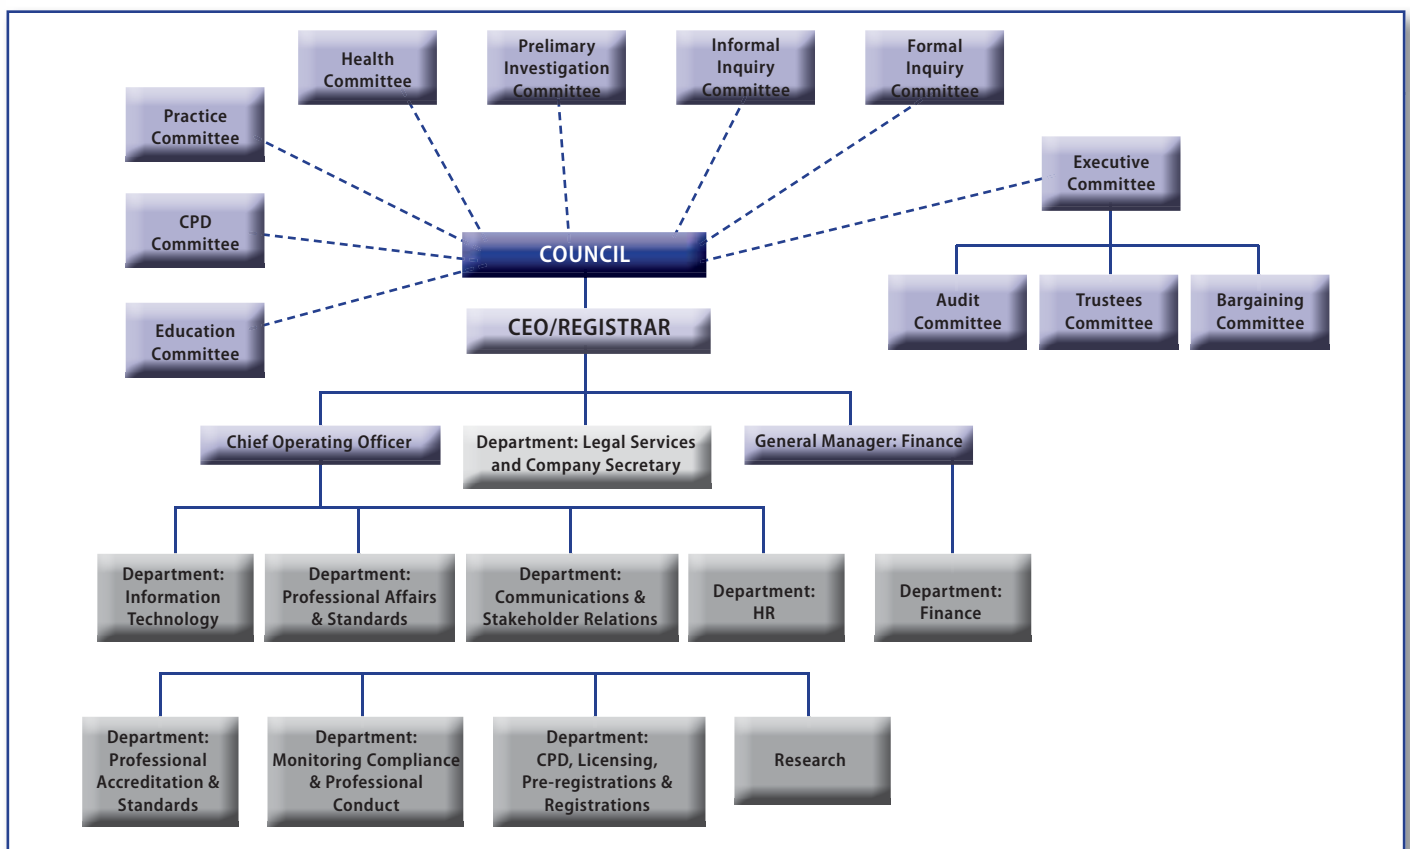 Health
Committee
Prelimary
Investigation
Committee
Informal
Inquiry
Committee
Formal
Inquiry
Committee
Practice
Committee
Executive
Committee
CPD
Committee
COUNCIL
Audit
Committee
Trustees
Committee
Bargaining
Committee
Education
Committee
CEO/REGISTRAR
Chief Operating Officer
Department: Legal Services
and Company Secretary
General Manager: Finance
Department:
Information
Technology
Department:
Professional Affairs
& Standards
Department:
Communications &
Stakeholder Relations
Department:
HR
Department:
Finance
Department:
Professional
Accreditation &
Standards
Department:
Monitoring Compliance
& Professional
Conduct
Department:
CPD, Licensing,
Pre-registrations &
Registrations
Research